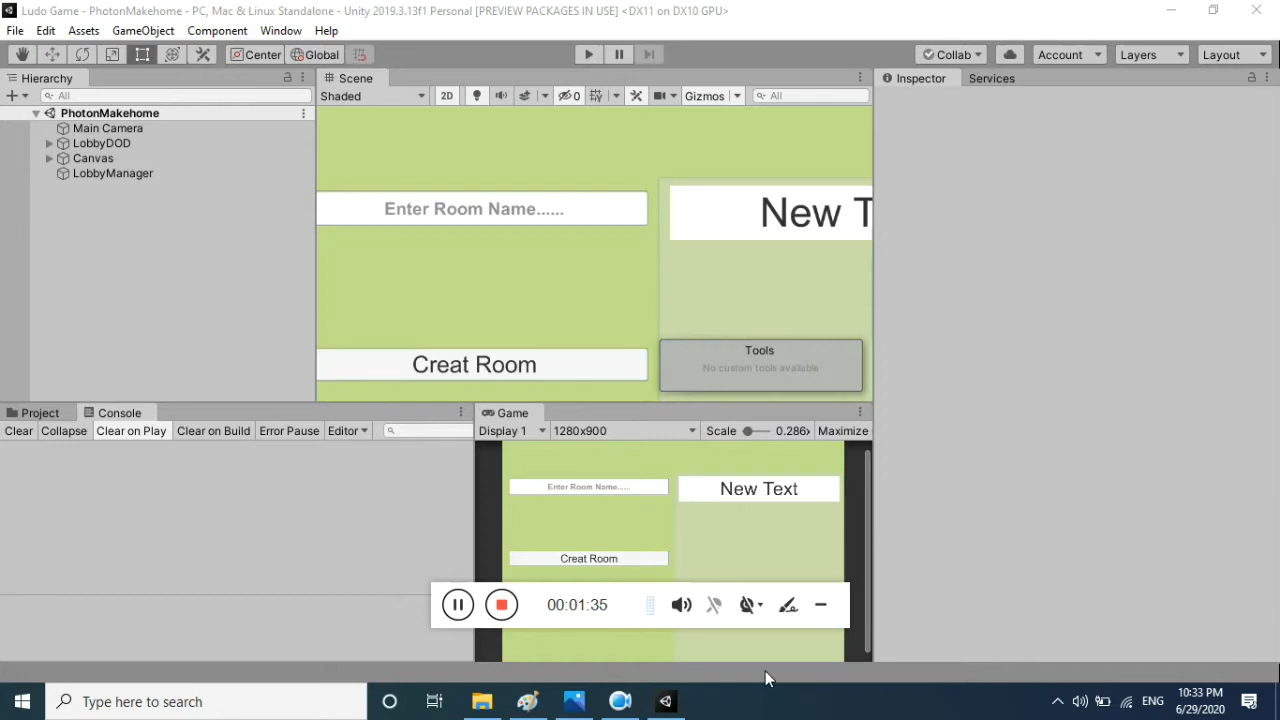 Ludo Game - PhotonMakehome - PC, Mac & Linux Standalone - Unity 2019.3.13f1 Personal [PREVIEW PACKAGES IN USE] <DX11 on DX10 GPU>
File Edit Assets GameObject Component Window Help
Center Global Collab Account Layers Layout
Hierarchy Scene Inspector Services
All Shaded 2D 0 Gizmos All
PhotonMakehome
Main Camera
LobbyDOD
Canvas
LobbyManager
Enter Room Name......
New T
Creat Room
Tools
No custom tools available
Project Console Game
Clear Collapse Clear on Play Clear on Build Error Pause Editor Display 1 1280x900 Scale 0.286x Maximize
Enter Room Name......
New Text
Creat Room
00:01:35
Type here to search
ENG
10:33 PM
6/29/2020